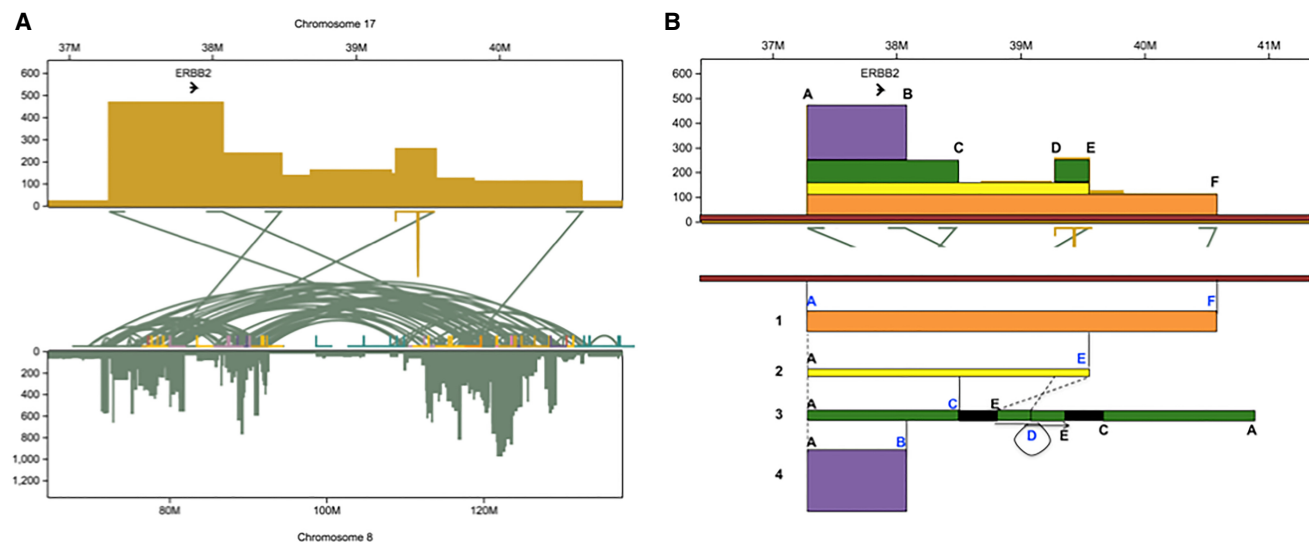 A
Chromosome 17
37M 38M 39M 40M
600
500
400
300
200
100
0
ERBB2
0
200
400
600
800
1,000
1,200
80M 100M 120M
Chromosome 8
B
37M 38M 39M 40M 41M
600
500
400
300
200
100
0
ERBB2
A B
C D E
F
1 A F
2 A E
3 A C E
D E C A
4 A B